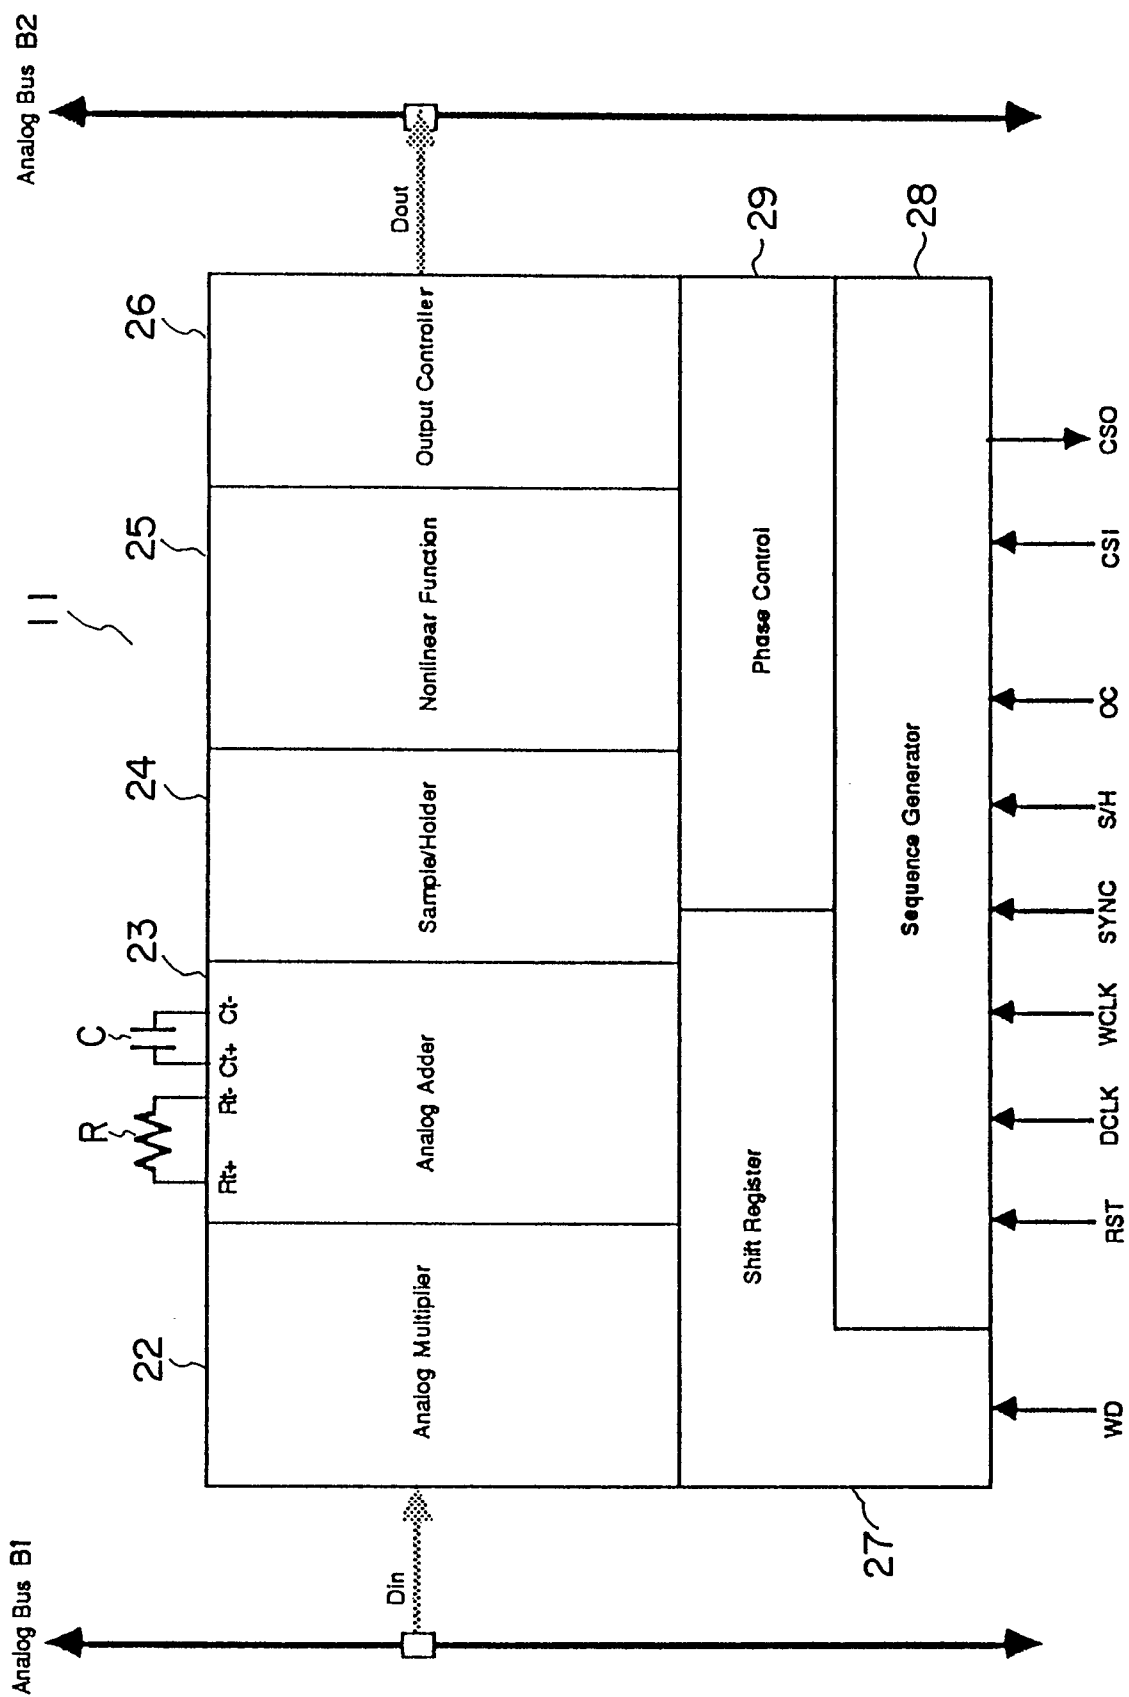 Analog Bus B1
Analog Bus B2
11
R
C
22
23
24
25
26
Rt+
Rt-
Ct+
Ct-
Din
Analog Multiplier
Analog Adder
Sample/Holder
Nonlinear Function
Output Controller
Dout
Shift Register
Phase Control
29
Sequence Generator
28
27
WD
RST
DCLK
WCLK
SYNC
S/H
OC
CSI
CSO